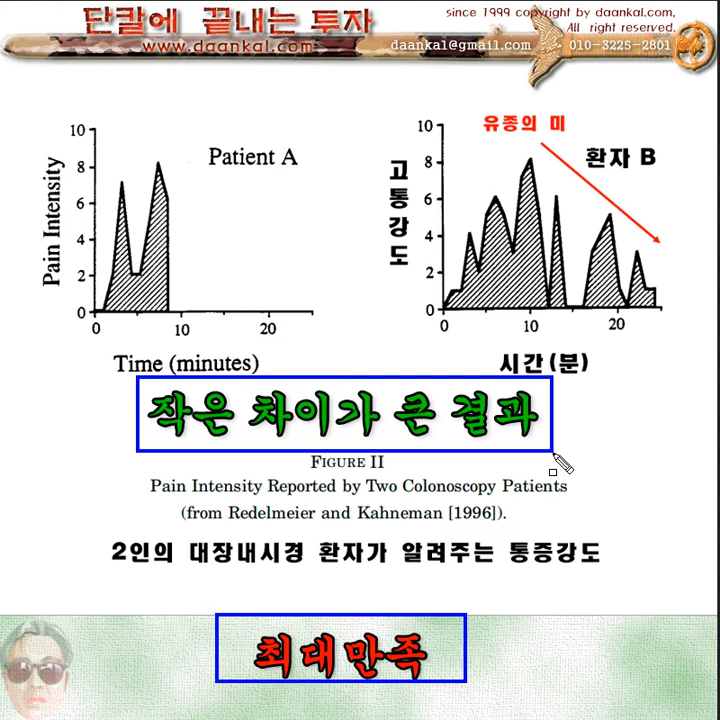 단칼에 끝내는 투자
since 1999 copyright by daankal.com,
All right reserved.
www.daankal.com
daankal@gmail.com
010-3225-2801
Patient A
Pain Intensity
10
8
6
4
2
0
0 10 20
Time (minutes)
유종의 미
환자 B
고통강도
10
8
6
4
2
0
0 10 20
시간(분)
작은 차이가 큰 결과
FIGURE II
Pain Intensity Reported by Two Colonoscopy Patients
(from Redelmeier and Kahneman [1996]).
2인의 대장내시경 환자가 알려주는 통증강도
최대만족